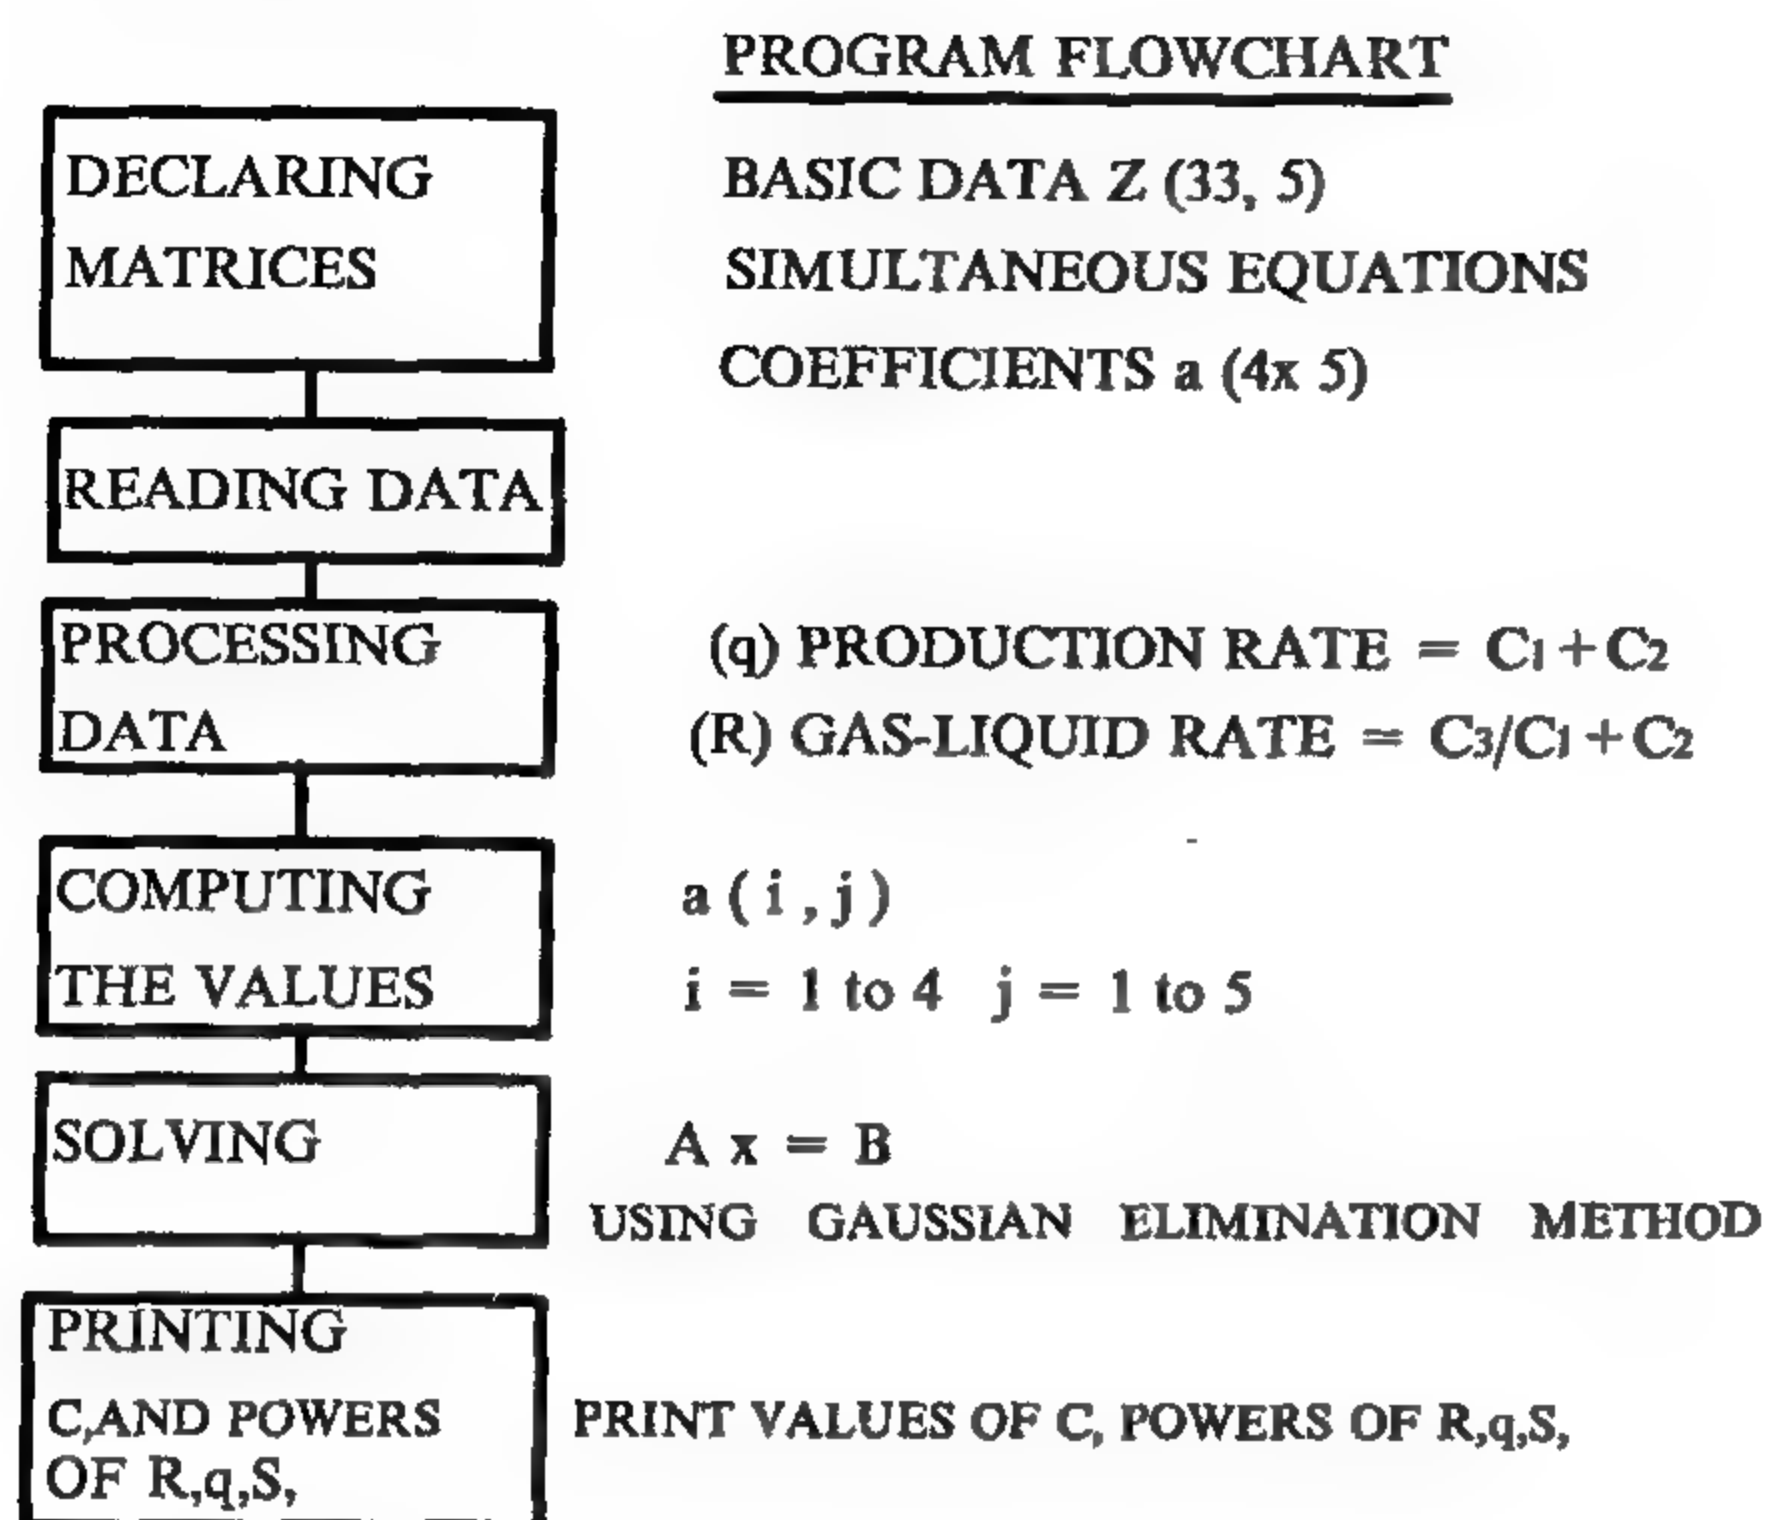 PROGRAM FLOWCHART
DECLARING
MATRICES
BASIC DATA Z (33, 5)
SIMULTANEOUS EQUATIONS
COEFFICIENTS a (4x 5)
READING DATA
PROCESSING
DATA
(q) PRODUCTION RATE = C1+C2
(R) GAS-LIQUID RATE = C3/C1+C2
COMPUTING
THE VALUES
a ( i , j )
i = 1 to 4 j = 1 to 5
SOLVING
A x = B
USING GAUSSIAN ELIMINATION METHOD
PRINTING
C,AND POWERS
OF R,q,S,
PRINT VALUES OF C, POWERS OF R,q,S,